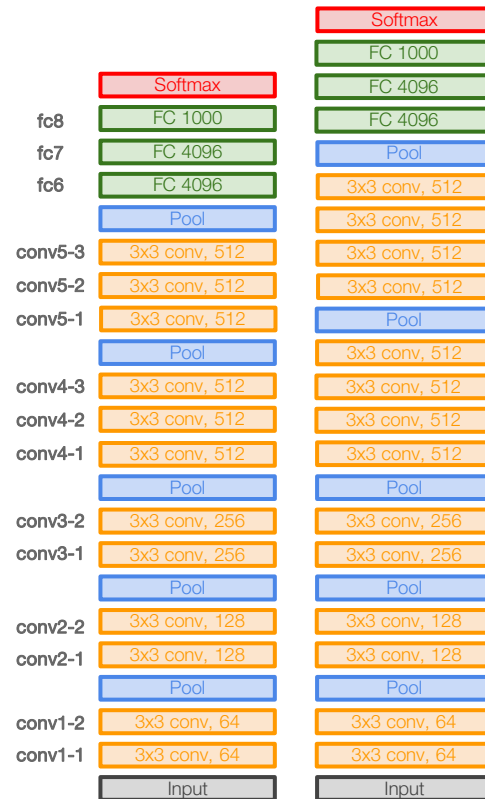 Softmax
fc8 FC 1000
fc7 FC 4096
fc6 FC 4096
Pool
conv5-3 3x3 conv, 512
conv5-2 3x3 conv, 512
conv5-1 3x3 conv, 512
Pool
conv4-3 3x3 conv, 512
conv4-2 3x3 conv, 512
conv4-1 3x3 conv, 512
Pool
conv3-2 3x3 conv, 256
conv3-1 3x3 conv, 256
Pool
conv2-2 3x3 conv, 128
conv2-1 3x3 conv, 128
Pool
conv1-2 3x3 conv, 64
conv1-1 3x3 conv, 64
Input
Softmax
FC 1000
FC 4096
FC 4096
Pool
3x3 conv, 512
3x3 conv, 512
3x3 conv, 512
3x3 conv, 512
Pool
3x3 conv, 512
3x3 conv, 512
3x3 conv, 512
3x3 conv, 512
Pool
3x3 conv, 256
3x3 conv, 256
Pool
3x3 conv, 128
3x3 conv, 128
Pool
3x3 conv, 64
3x3 conv, 64
Input